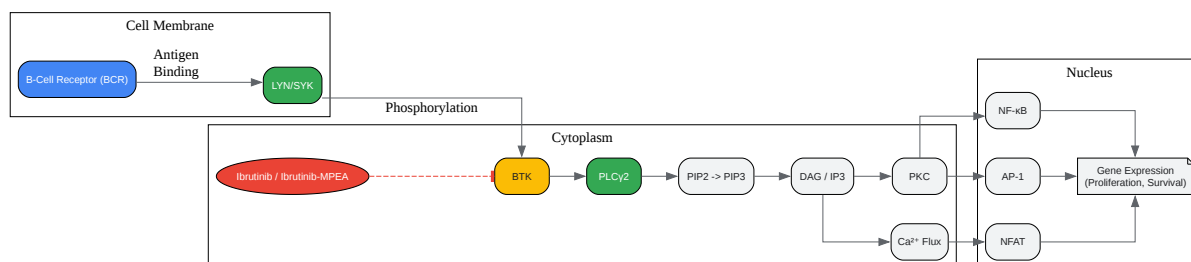 Cell Membrane
B-Cell Receptor (BCR)
Antigen
Binding
LYN/SYK
Phosphorylation
Cytoplasm
Ibrutinib / Ibrutinib-MPEA
BTK
PLCγ2
PIP2 -> PIP3
DAG / IP3
PKC
Ca²⁺ Flux
Nucleus
NF-κB
AP-1
NFAT
Gene Expression
(Proliferation, Survival)